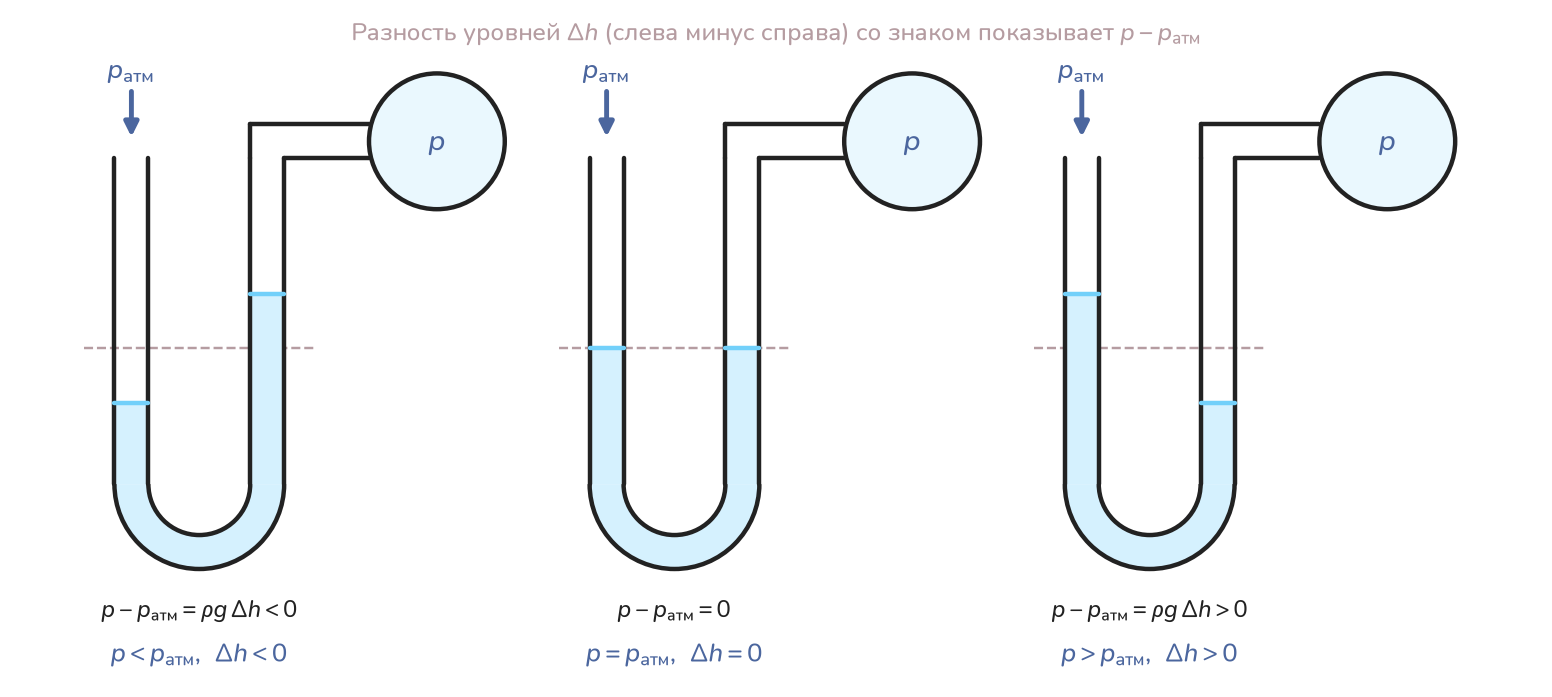 Разность уровней Δh (слева минус справа) со знаком показывает p − pатм
pатм
pатм
pатм
p
p
p
p − pатм = ρg Δh < 0
p − pатм = 0
p − pатм = ρg Δh > 0
p < pатм, Δh < 0
p = pатм, Δh = 0
p > pатм, Δh > 0